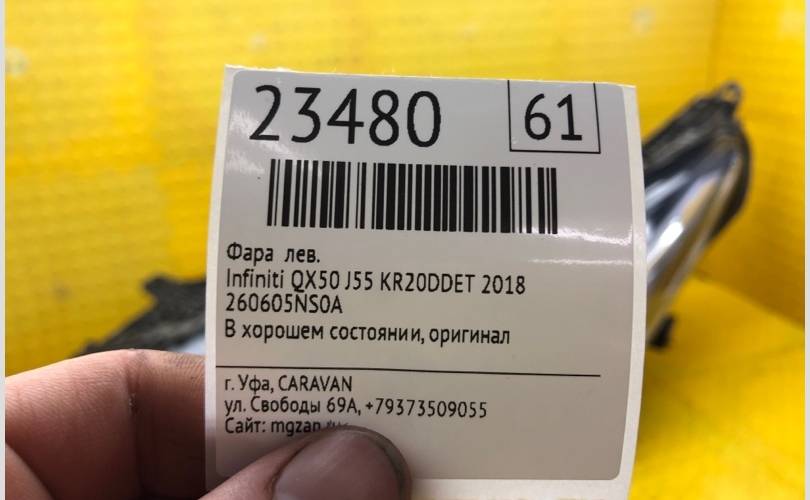 23480 61
Фара лев.
Infiniti QX50 J55 KR20DDET 2018
260605NS0A
В хорошем состоянии, оригинал
г. Уфа, CARAVAN
ул. Свободы 69А, +79373509055
Сайт: